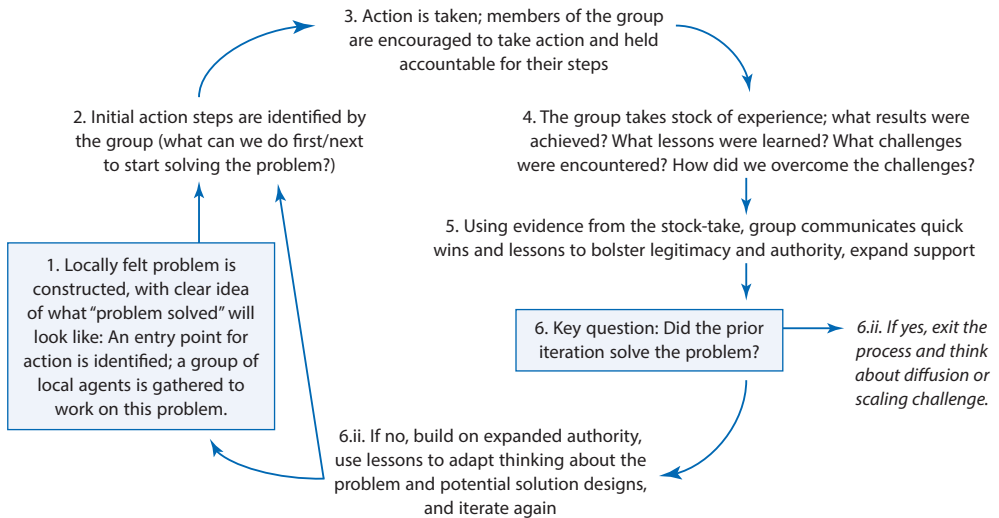 3. Action is taken; members of the group
are encouraged to take action and held
accountable for their steps
2. Initial action steps are identified by
the group (what can we do first/next
to start solving the problem?)
4. The group takes stock of experience; what results were
achieved? What lessons were learned? What challenges
were encountered? How did we overcome the challenges?
5. Using evidence from the stock-take, group communicates quick
wins and lessons to bolster legitimacy and authority, expand support
1. Locally felt problem is
constructed, with clear idea
of what “problem solved” will
look like: An entry point for
action is identified; a group of
local agents is gathered to
work on this problem.
6. Key question: Did the prior
iteration solve the problem?
6.ii. If yes, exit the
process and think
about diffusion or
scaling challenge.
6.ii. If no, build on expanded authority,
use lessons to adapt thinking about the
problem and potential solution designs,
and iterate again